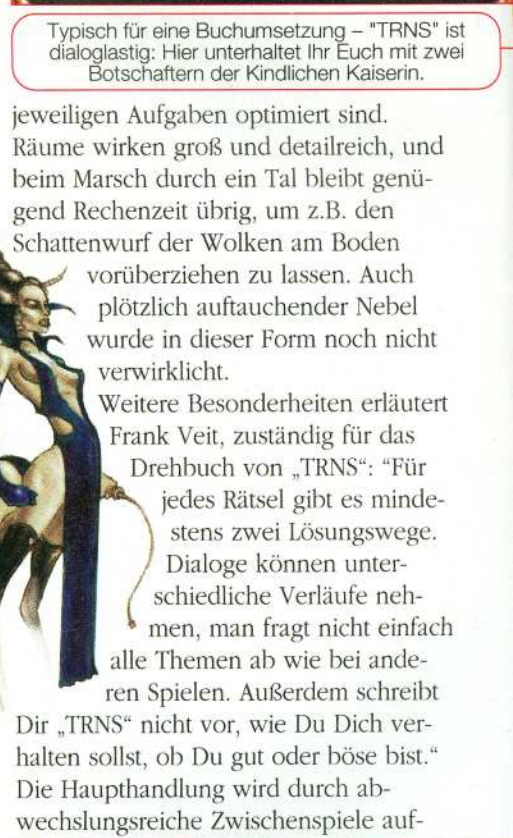 Typisch für eine Buchumsetzung – "TRNS" ist
dialoglastig: Hier unterhaltet Ihr Euch mit zwei
Botschaftern der Kindlichen Kaiserin.
jeweiligen Aufgaben optimiert sind.
Räume wirken groß und detailreich, und
beim Marsch durch ein Tal bleibt genü-
gend Rechenzeit übrig, um z.B. den
Schattenwurf der Wolken am Boden
vorüberziehen zu lassen. Auch
plötzlich auftauchender Nebel
wurde in dieser Form noch nicht
verwirklicht.
Weitere Besonderheiten erläutert
Frank Veit, zuständig für das
Drehbuch von „TRNS“: “Für
jedes Rätsel gibt es minde-
stens zwei Lösungswege.
Dialoge können unter-
schiedliche Verläufe neh-
men, man fragt nicht einfach
alle Themen ab wie bei ande-
ren Spielen. Außerdem schreibt
Dir „TRNS“ nicht vor, wie Du Dich ver-
halten sollst, ob Du gut oder böse bist.“
Die Haupthandlung wird durch ab-
wechslungsreiche Zwischenspiele auf-